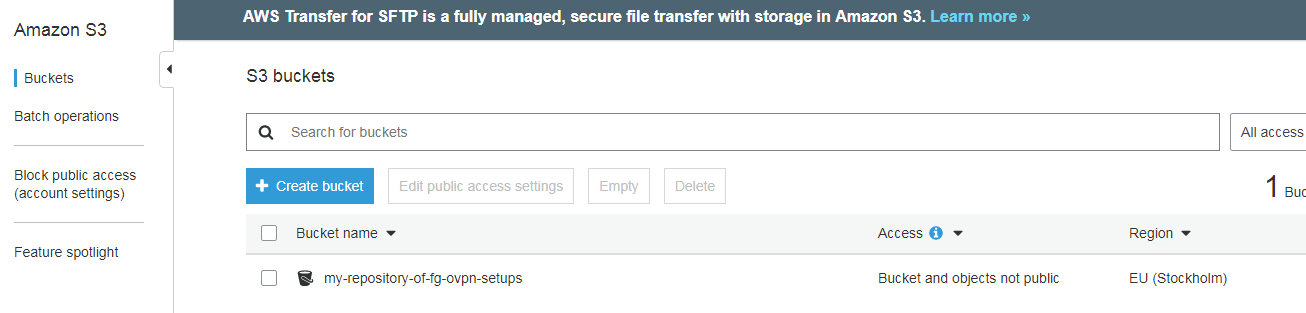 Amazon S3
Buckets
Batch operations
Block public access
(account settings)
Feature spotlight
AWS Transfer for SFTP is a fully managed, secure file transfer with storage in Amazon S3. Learn more »
S3 buckets
Search for buckets
All access
+ Create bucket Edit public access settings Empty Delete
1 Buc
Bucket name Access Region
my-repository-of-fg-ovpn-setups Bucket and objects not public EU (Stockholm)